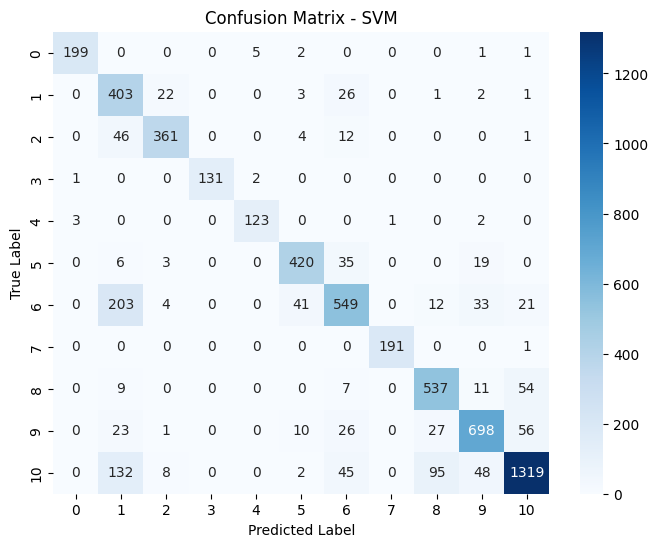 Confusion Matrix - SVM
0 199 0 0 0 5 2 0 0 0 1 1
1 0 403 22 0 0 3 26 0 1 2 1
2 0 46 361 0 0 4 12 0 0 0 1
3 1 0 0 131 2 0 0 0 0 0 0
4 3 0 0 0 123 0 0 1 0 2 0
5 0 6 3 0 0 420 35 0 0 19 0
6 0 203 4 0 0 41 549 0 12 33 21
7 0 0 0 0 0 0 0 191 0 0 1
8 0 9 0 0 0 0 7 0 537 11 54
9 0 23 1 0 0 10 26 0 27 698 56
10 0 132 8 0 0 2 45 0 95 48 1319
0 1 2 3 4 5 6 7 8 9 10
Predicted Label
True Label
1200
1000
800
600
400
200
0